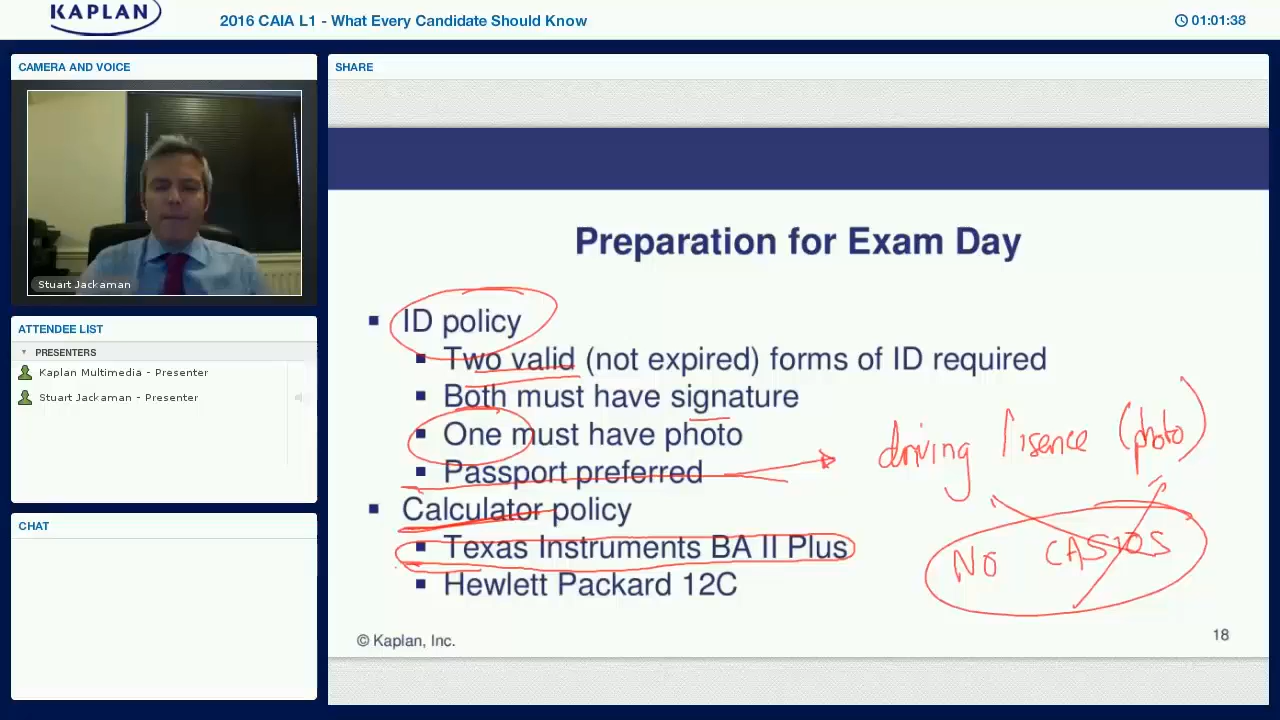 KAPLAN
2016 CAIA L1 - What Every Candidate Should Know
01:01:38
CAMERA AND VOICE
Stuart Jackaman
ATTENDEE LIST
PRESENTERS
Kaplan Multimedia - Presenter
Stuart Jackaman - Presenter
CHAT
SHARE
Preparation for Exam Day
ID policy
Two valid (not expired) forms of ID required
Both must have signature
One must have photo
Passport preferred
driving lisence (photo)
Calculator policy
Texas Instruments BA II Plus
NO CASIOS
Hewlett Packard 12C
© Kaplan, Inc.
18